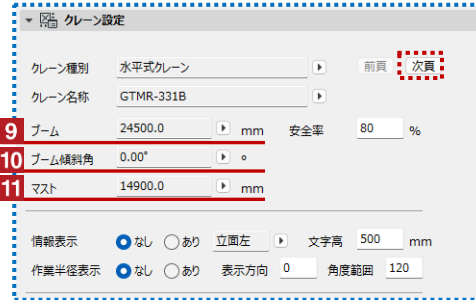 クレーン設定
クレーン種別 水平式クレーン 前頁 次頁
クレーン名称 GTMR-331B
9 ブーム 24500.0 mm 安全率 80 %
10 ブーム傾斜角 0.00° °
11 マスト 14900.0 mm
情報表示 なし あり 立面左 文字高 500 mm
作業半径表示 なし あり 表示方向 0 角度範囲 120